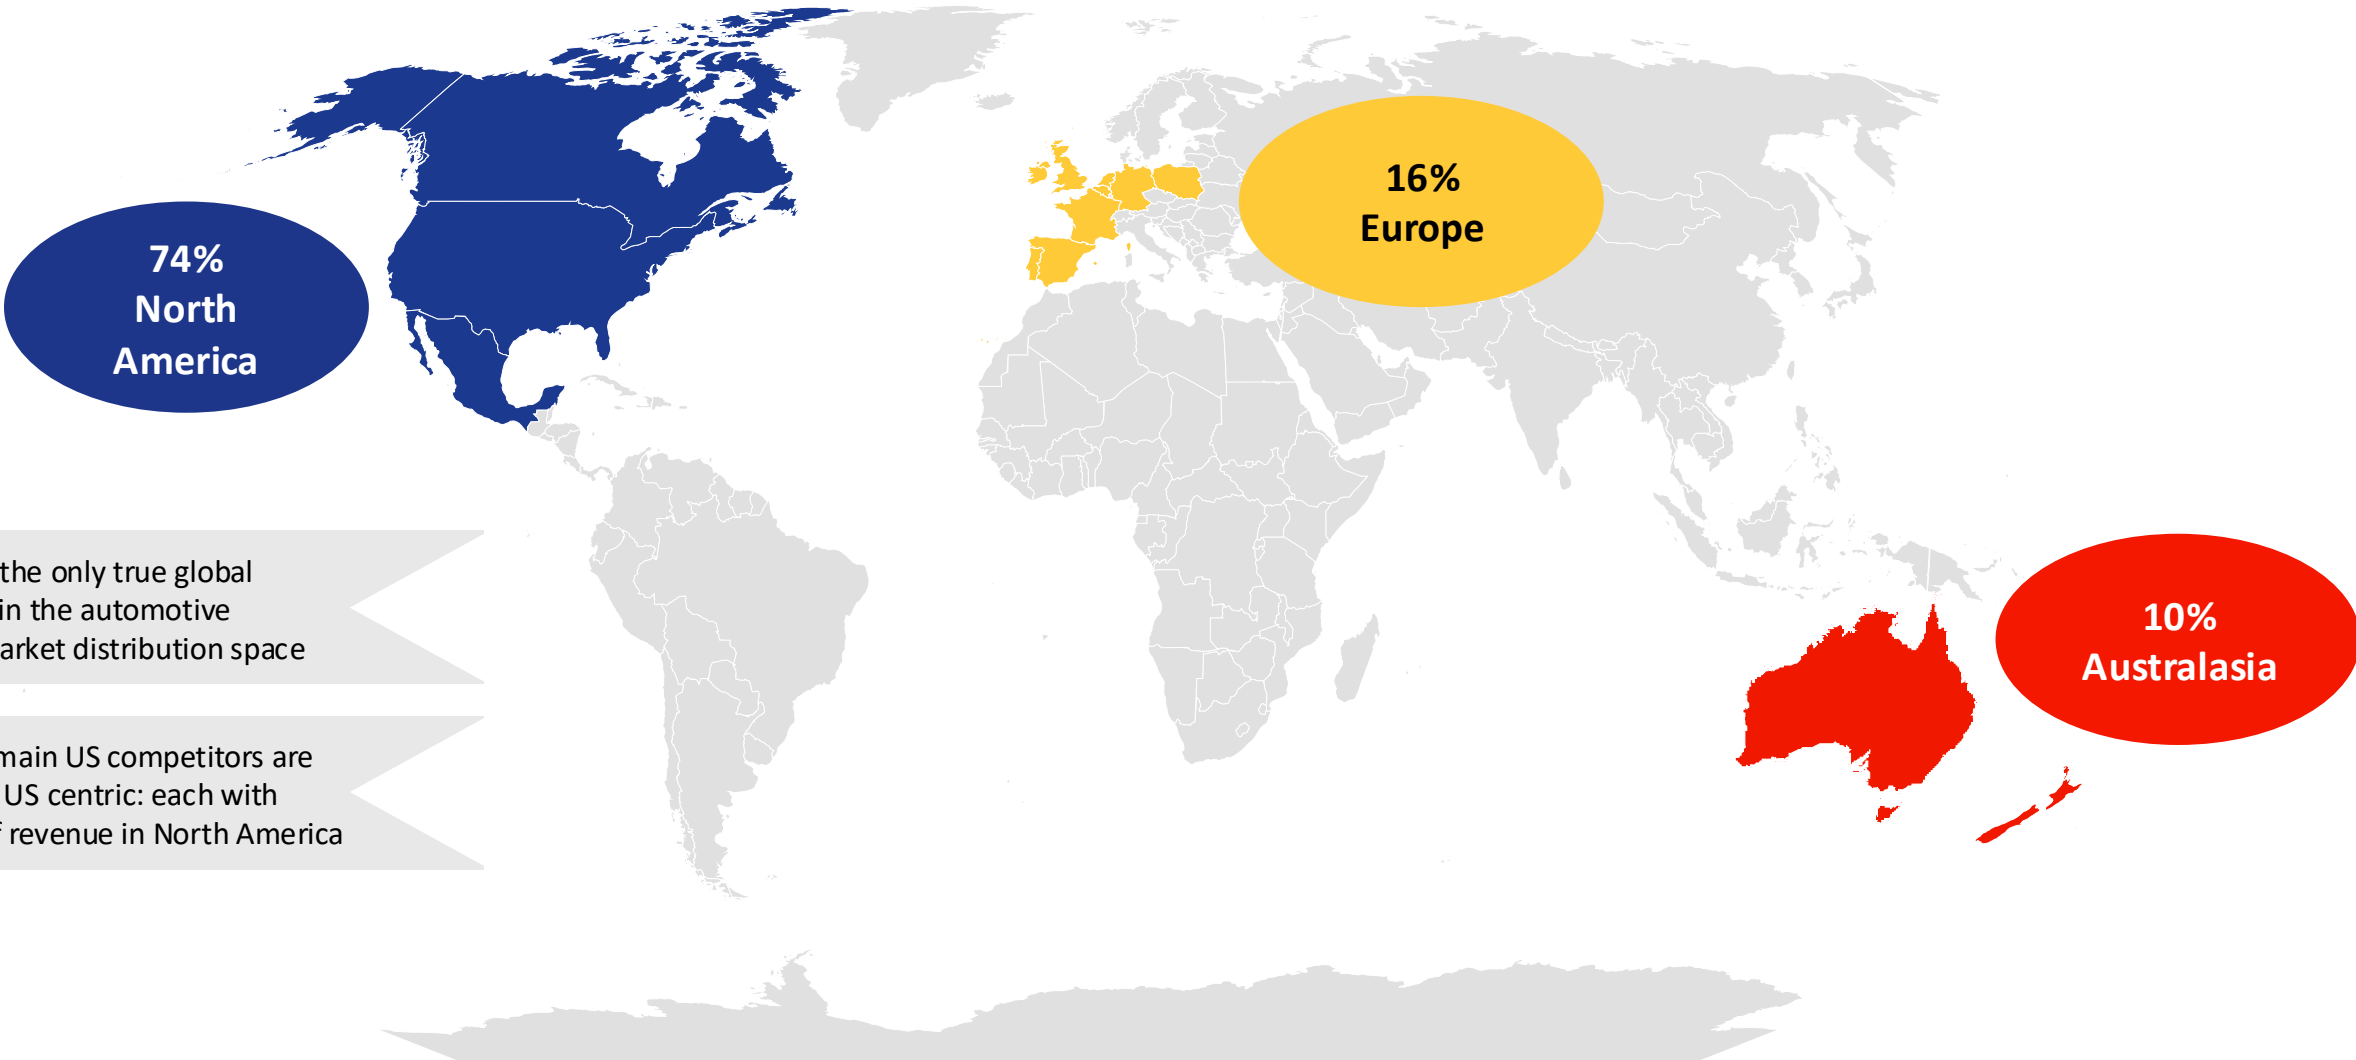 16%
Europe
74%
North
America
the only true global
in the automotive
arket distribution space
10%
Australasia
main US competitors are
US centric: each with
revenue in North America